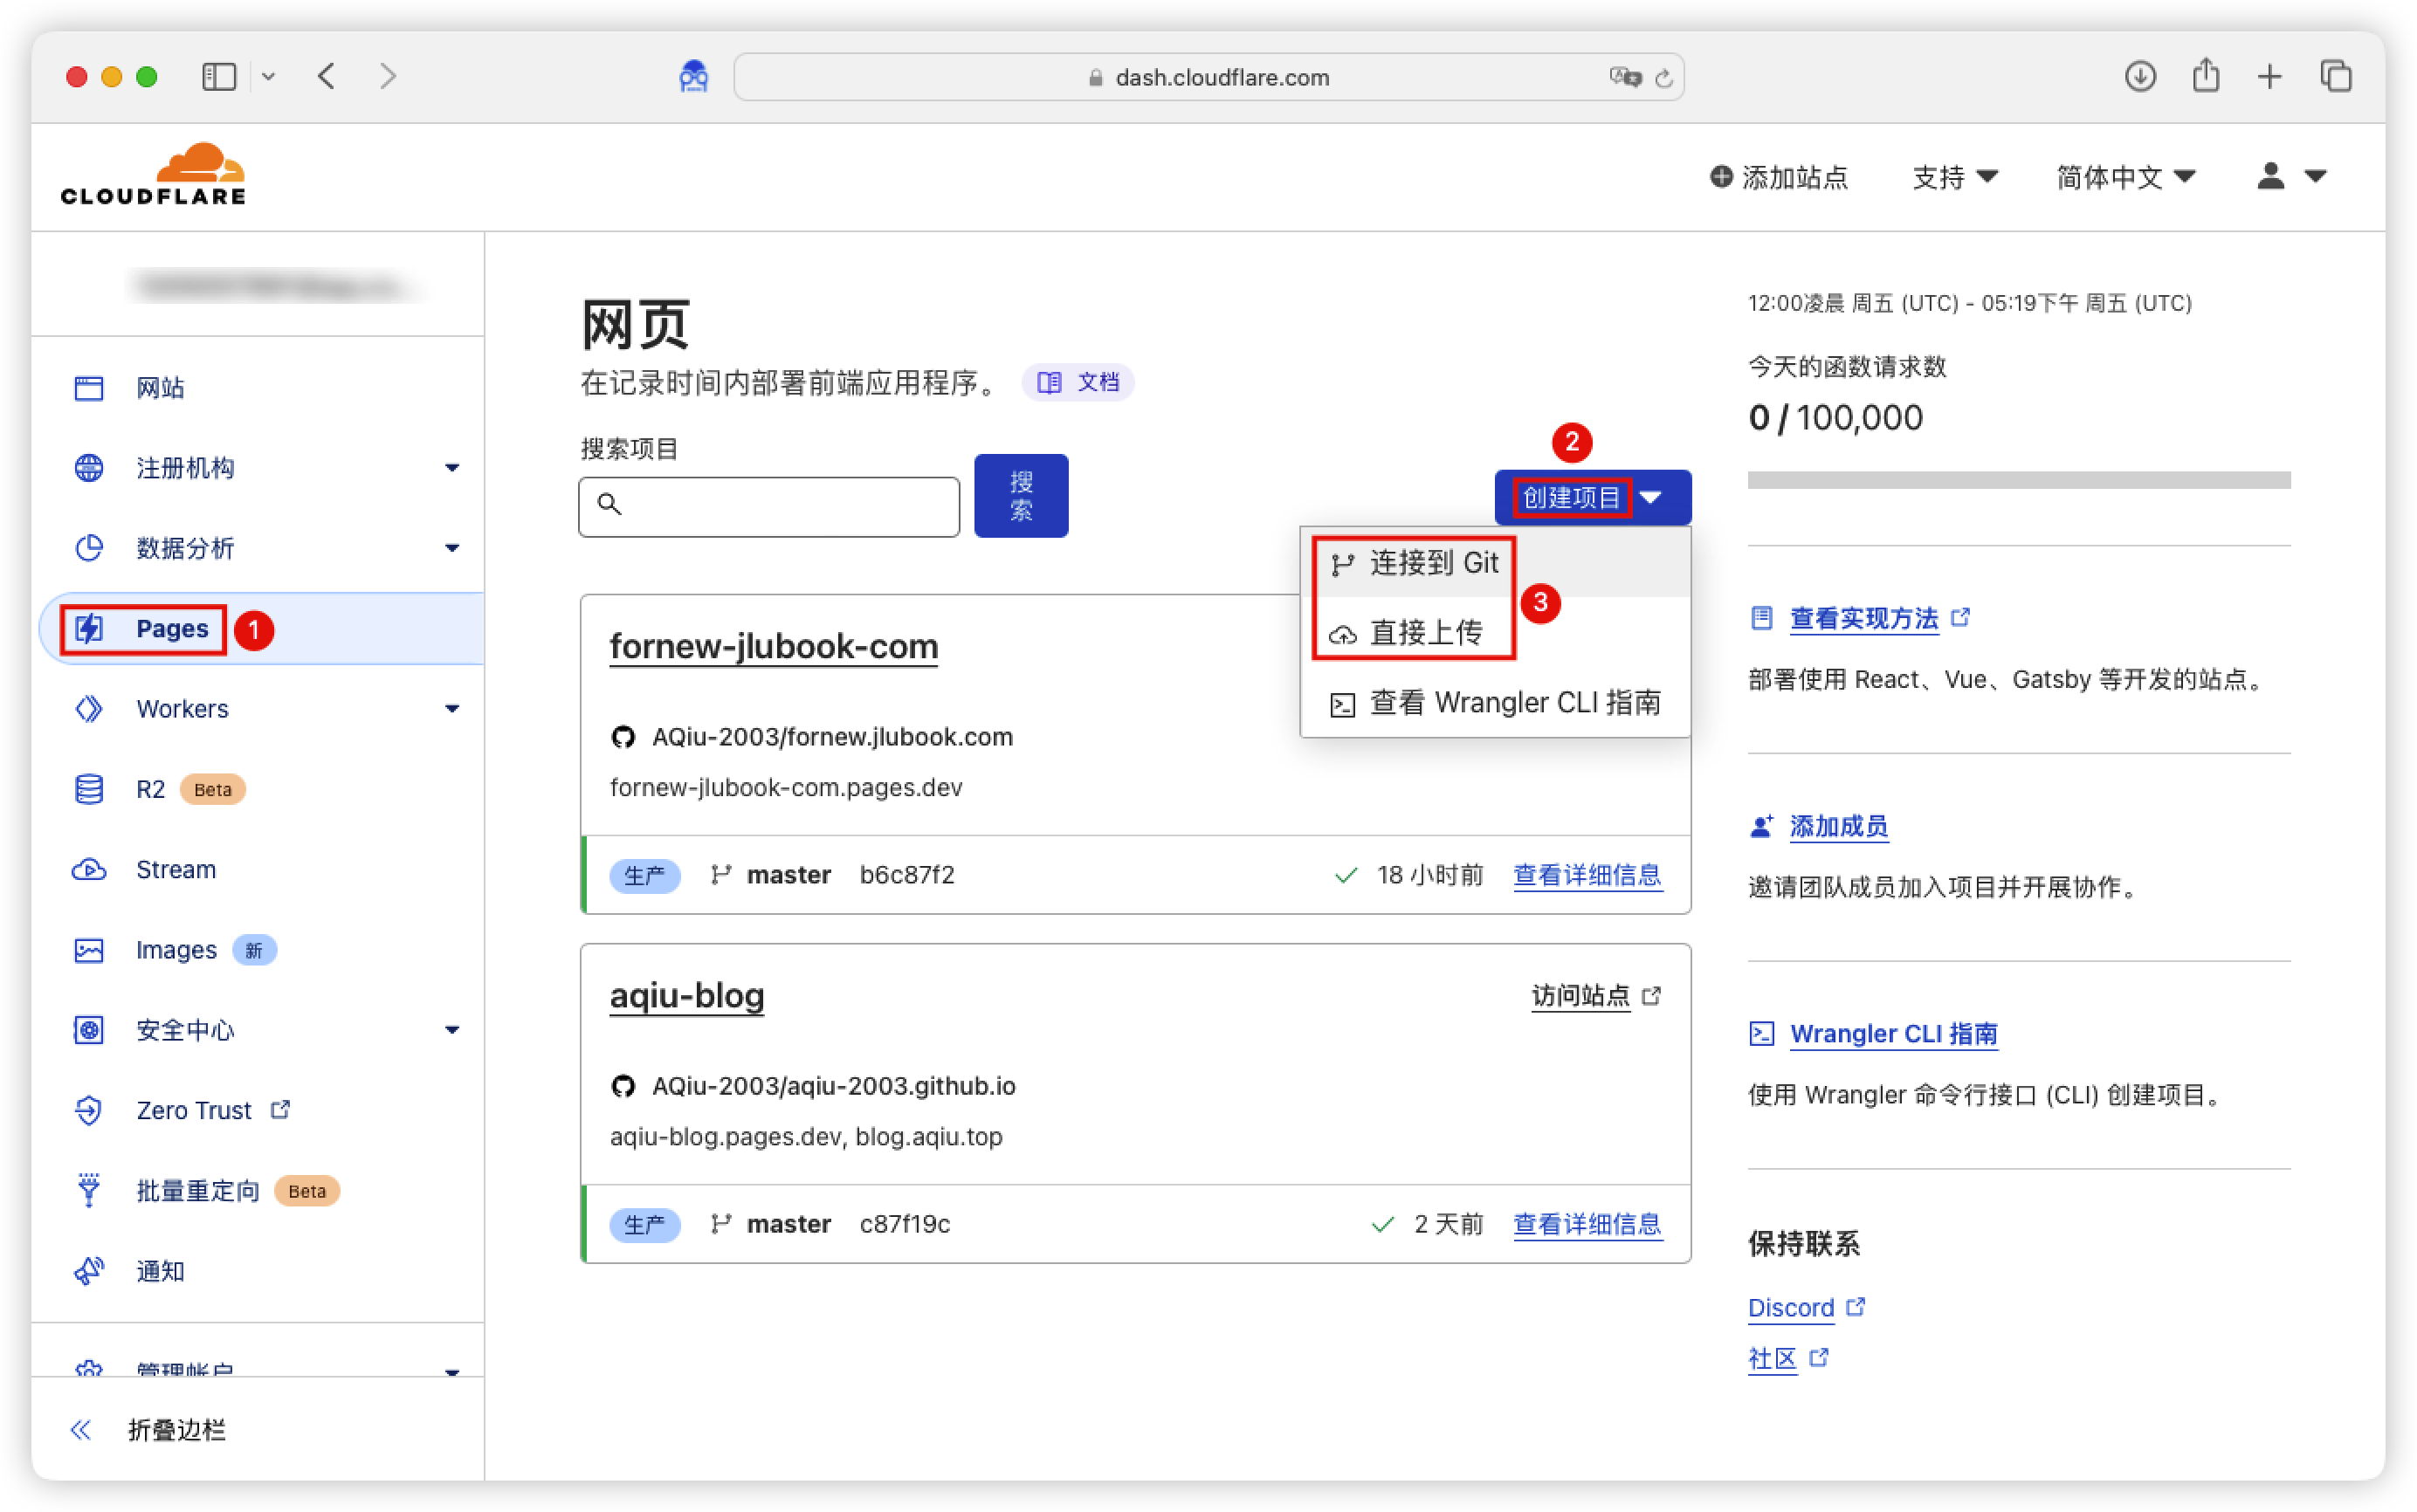 dash.cloudflare.com
CLOUDFLARE
添加站点
支持
简体中文
网站
注册机构
数据分析
Pages
1
Workers
R2 Beta
Stream
Images 新
安全中心
Zero Trust
批量重定向 Beta
通知
管理帐户
折叠边栏
网页
在记录时间内部署前端应用程序。 文档
搜索项目
搜
索
2
创建项目
连接到 Git
3
直接上传
查看 Wrangler CLI 指南
fornew-jlubook-com
AQiu-2003/fornew.jlubook.com
fornew-jlubook-com.pages.dev
生产 master b6c87f2 18 小时前 查看详细信息
aqiu-blog 访问站点
AQiu-2003/aqiu-2003.github.io
aqiu-blog.pages.dev, blog.aqiu.top
生产 master c87f19c 2 天前 查看详细信息
12:00凌晨 周五 (UTC) - 05:19下午 周五 (UTC)
今天的函数请求数
0 / 100,000
查看实现方法
部署使用 React、Vue、Gatsby 等开发的站点。
添加成员
邀请团队成员加入项目并开展协作。
Wrangler CLI 指南
使用 Wrangler 命令行接口 (CLI) 创建项目。
保持联系
Discord
社区